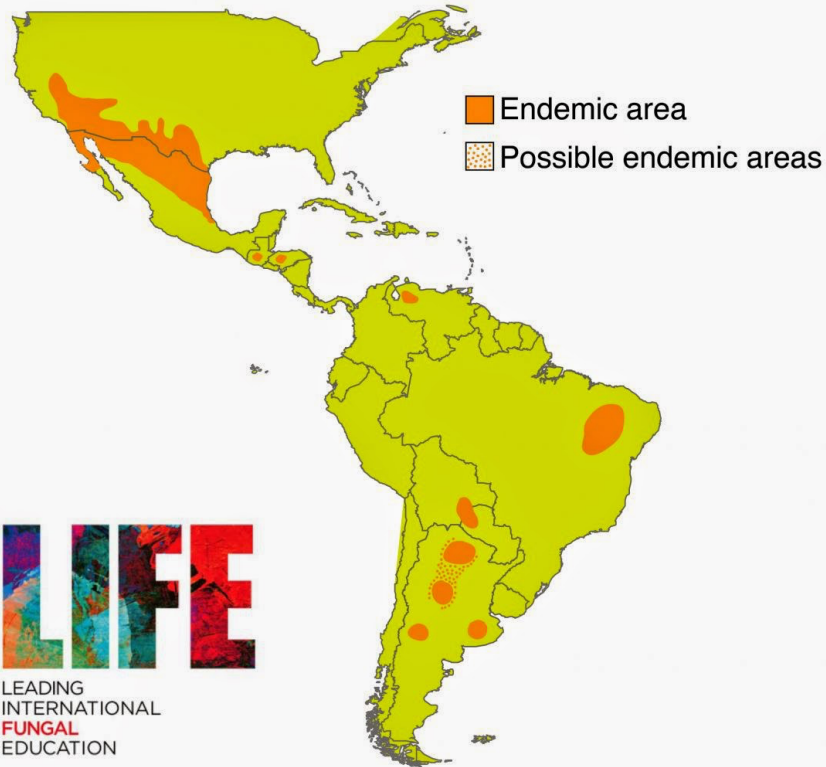 Endemic area
Possible endemic areas
LIFE
LEADING
INTERNATIONAL
FUNGAL
EDUCATION